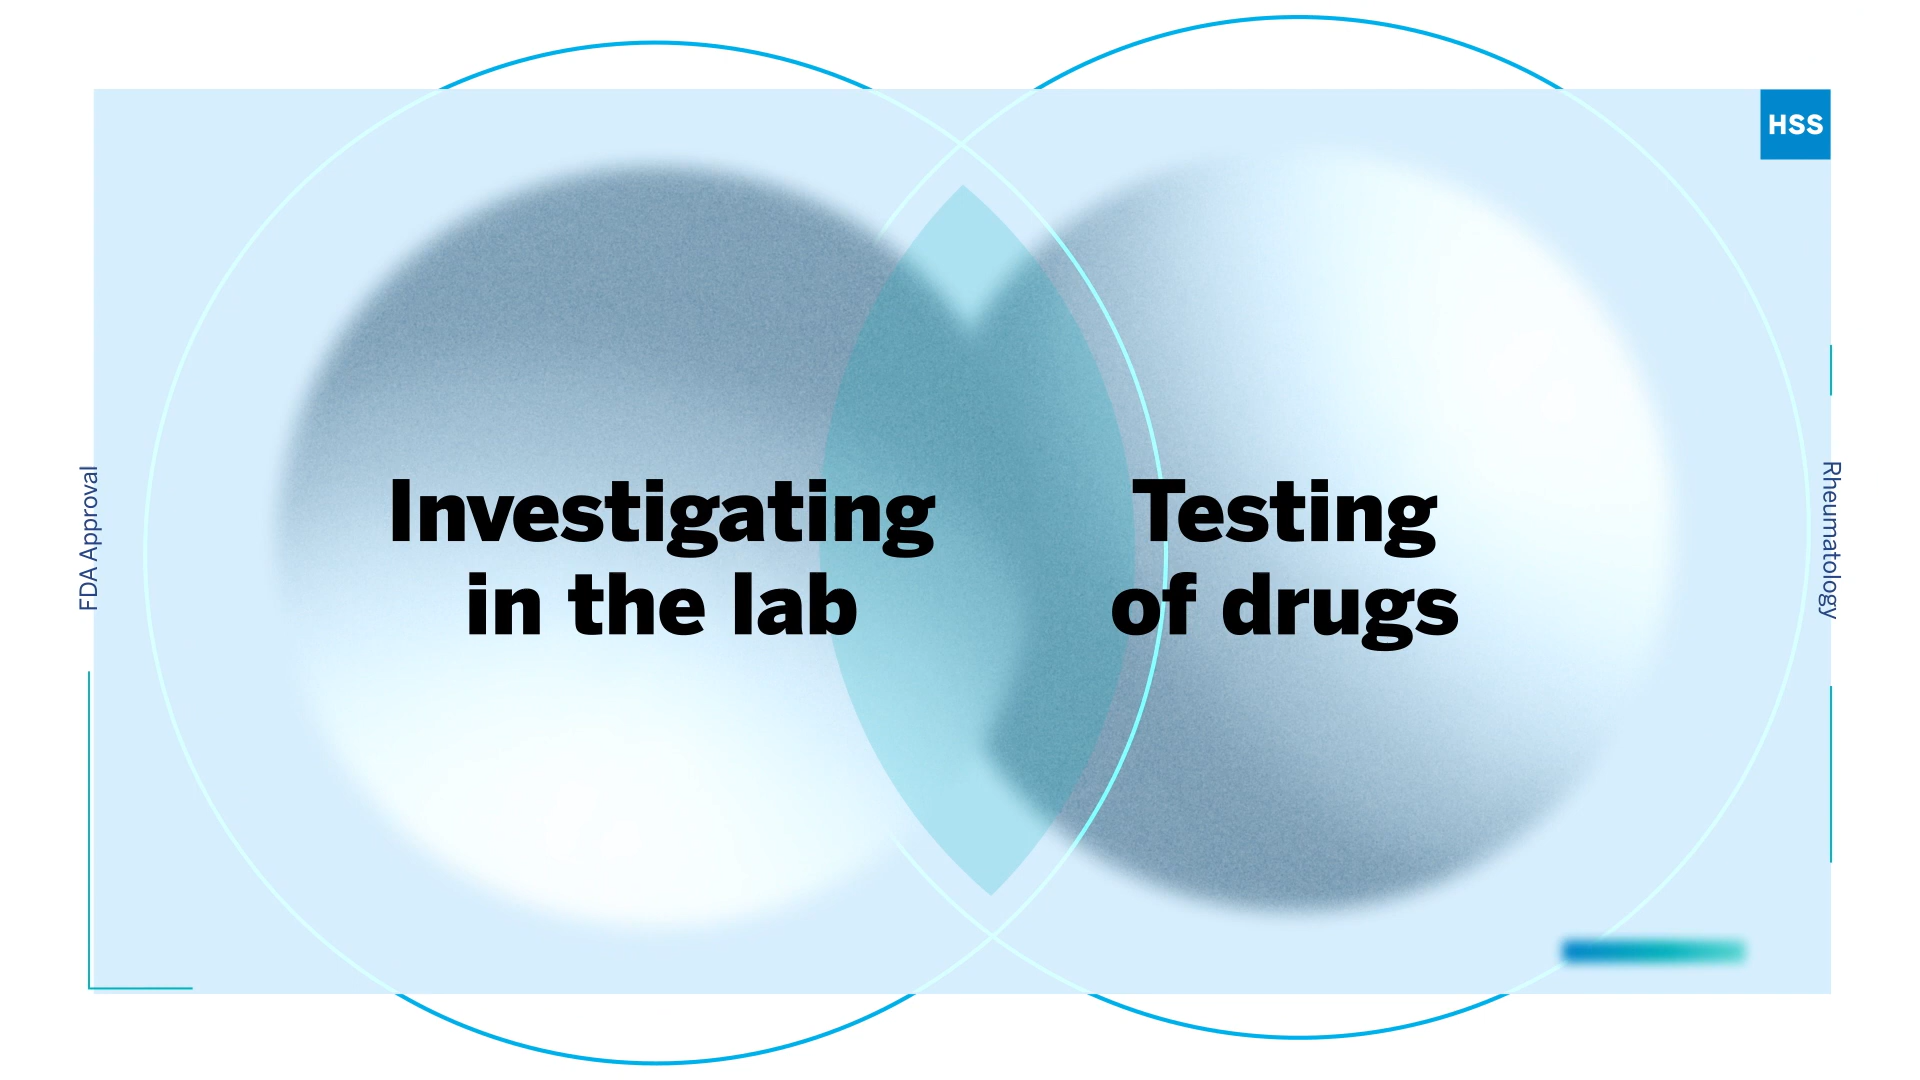 HSS
FDA Approval
Investigating
in the lab
Testing
of drugs
Rheumatology